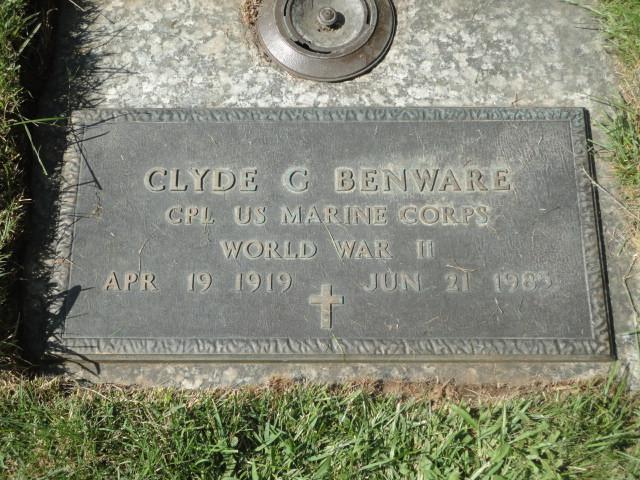 CLYDE G BENWARE
CPL US MARINE CORPS
WORLD WAR II
APR 19 1919 JUN 21 1985